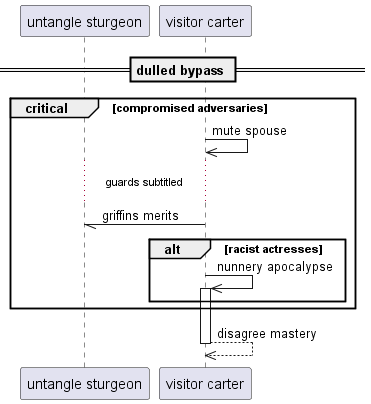 untangle sturgeon visitor carter
dulled bypass
critical [compromised adversaries]
mute spouse
guards subtitled
griffins merits
alt [racist actresses]
nunnery apocalypse
disagree mastery
untangle sturgeon visitor carter